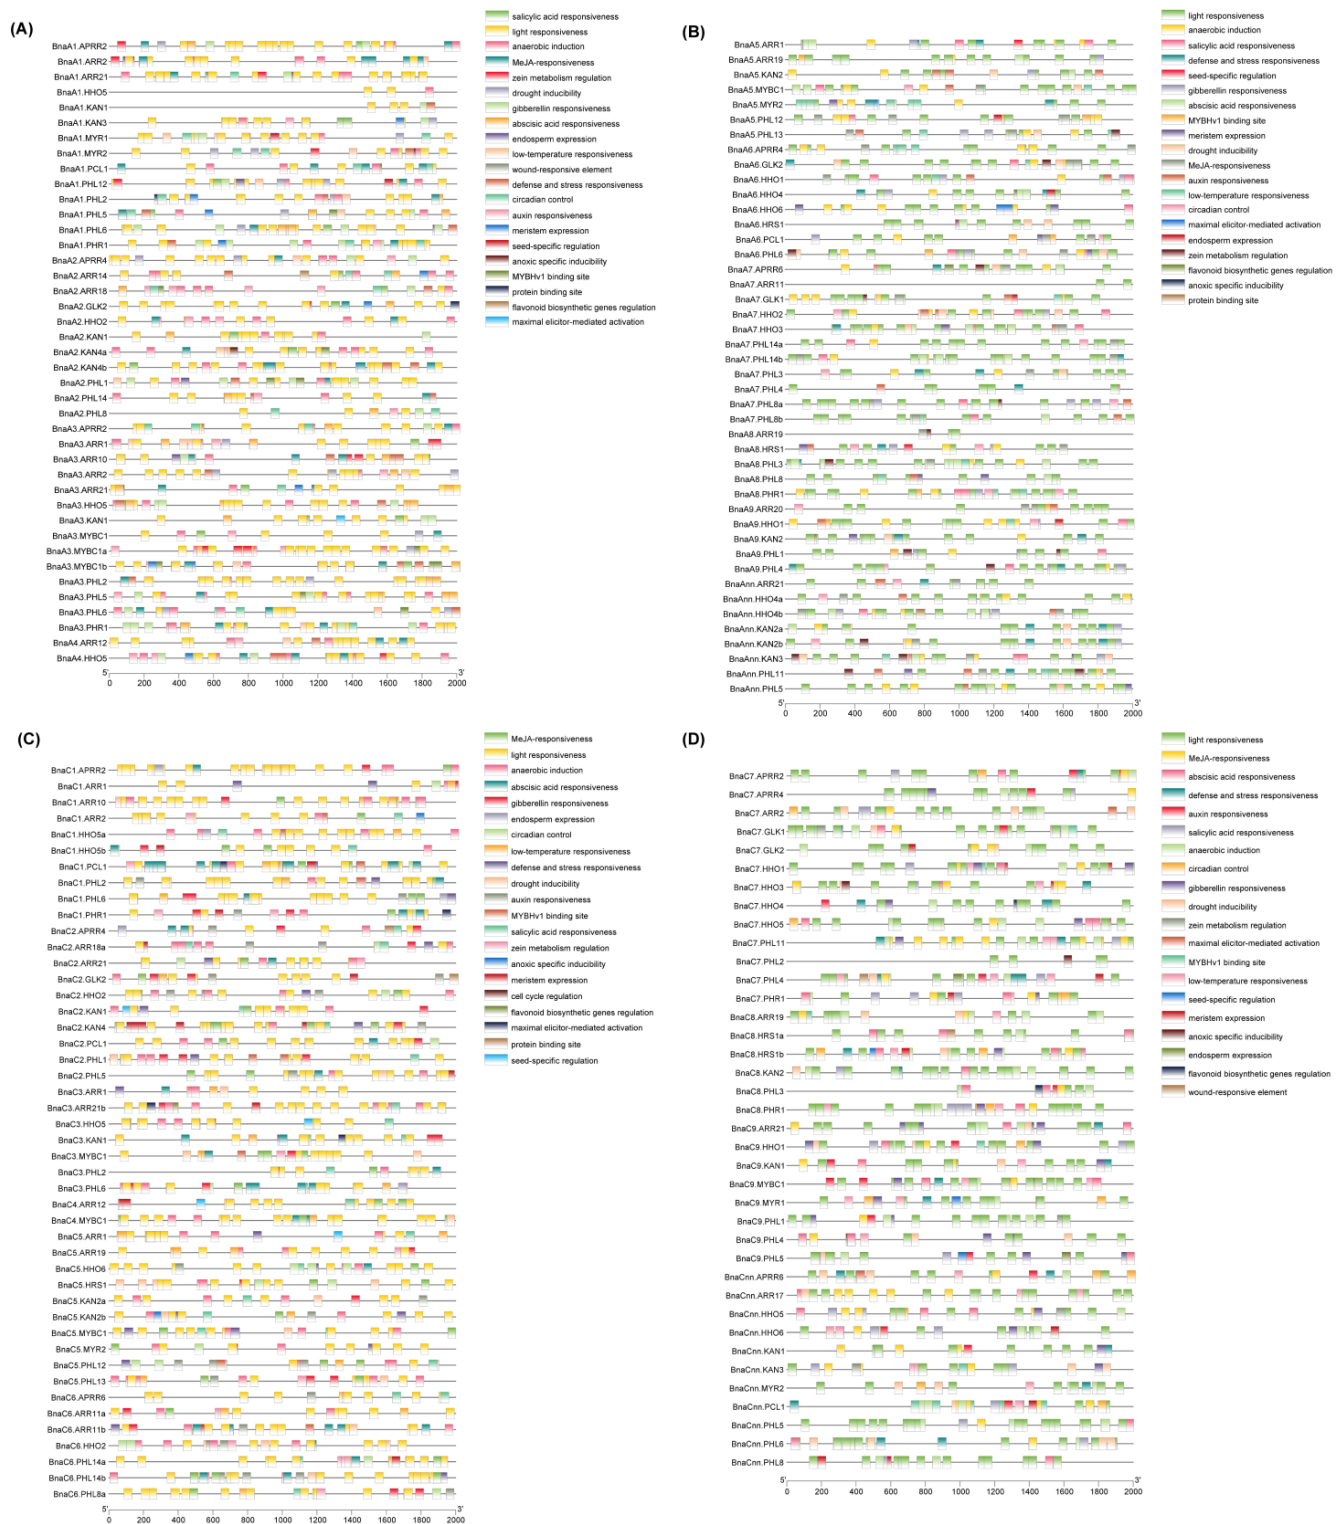 (A)
BnaA1.APRR2
BnaA1.ARR2
BnaA1.ARR21
BnaA1.HHO5
BnaA1.KAN1
BnaA1.KAN3
BnaA1.MYR1
BnaA1.MYR2
BnaA1.PCL1
BnaA1.PHL12
BnaA1.PHL2
BnaA1.PHL5
BnaA1.PHL6
BnaA1.PHR1
BnaA2.APRR4
BnaA2.ARR14
BnaA2.ARR18
BnaA2.GLK2
BnaA2.HHO2
BnaA2.KAN1
BnaA2.KAN4a
BnaA2.KAN4b
BnaA2.PHL1
BnaA2.PHL14
BnaA2.PHL8
BnaA3.APRR2
BnaA3.ARR1
BnaA3.ARR10
BnaA3.ARR2
BnaA3.ARR21
BnaA3.HHO5
BnaA3.KAN1
BnaA3.MYBC1
BnaA3.MYBC1a
BnaA3.MYBC1b
BnaA3.PHL2
BnaA3.PHL5
BnaA3.PHL6
BnaA3.PHR1
BnaA4.ARR12
BnaA4.HHO5
5' 3'
0 200 400 600 800 1000 1200 1400 1600 1800 2000
salicylic acid responsiveness
light responsiveness
anaerobic induction
MeJA-responsiveness
zein metabolism regulation
drought inducibility
gibberellin responsiveness
abscisic acid responsiveness
endosperm expression
low-temperature responsiveness
wound-responsive element
defense and stress responsiveness
circadian control
auxin responsiveness
meristem expression
seed-specific regulation
anoxic specific inducibility
MYBHv1 binding site
protein binding site
flavonoid biosynthetic genes regulation
maximal elicitor-mediated activation
(B)
BnaA5.ARR1
BnaA5.ARR19
BnaA5.KAN2
BnaA5.MYBC1
BnaA5.MYR2
BnaA5.PHL12
BnaA5.PHL13
BnaA6.APRR4
BnaA6.GLK2
BnaA6.HHO1
BnaA6.HHO4
BnaA6.HHO6
BnaA6.HRS1
BnaA6.PCL1
BnaA6.PHL6
BnaA7.APRR6
BnaA7.ARR11
BnaA7.GLK1
BnaA7.HHO2
BnaA7.HHO3
BnaA7.PHL14a
BnaA7.PHL14b
BnaA7.PHL3
BnaA7.PHL4
BnaA7.PHL8a
BnaA7.PHL8b
BnaA8.ARR19
BnaA8.HRS1
BnaA8.PHL3
BnaA8.PHL8
BnaA8.PHR1
BnaA9.ARR20
BnaA9.HHO1
BnaA9.KAN2
BnaA9.PHL1
BnaA9.PHL4
BnaAnn.ARR21
BnaAnn.HHO4a
BnaAnn.HHO4b
BnaAnn.KAN2a
BnaAnn.KAN2b
BnaAnn.KAN3
BnaAnn.PHL11
BnaAnn.PHL5
5' 3'
0 200 400 600 800 1000 1200 1400 1600 1800 2000
light responsiveness
anaerobic induction
salicylic acid responsiveness
defense and stress responsiveness
seed-specific regulation
gibberellin responsiveness
abscisic acid responsiveness
MYBHv1 binding site
meristem expression
drought inducibility
MeJA-responsiveness
auxin responsiveness
low-temperature responsiveness
circadian control
maximal elicitor-mediated activation
endosperm expression
zein metabolism regulation
flavonoid biosynthetic genes regulation
anoxic specific inducibility
protein binding site
(C)
BnaC1.APRR2
BnaC1.ARR1
BnaC1.ARR10
BnaC1.ARR2
BnaC1.HHO5a
BnaC1.HHO5b
BnaC1.PCL1
BnaC1.PHL2
BnaC1.PHL6
BnaC1.PHR1
BnaC2.APRR4
BnaC2.ARR18a
BnaC2.ARR21
BnaC2.GLK2
BnaC2.HHO2
BnaC2.KAN1
BnaC2.KAN4
BnaC2.PCL1
BnaC2.PHL1
BnaC2.PHL5
BnaC3.ARR1
BnaC3.ARR21b
BnaC3.HHO5
BnaC3.KAN1
BnaC3.MYBC1
BnaC3.PHL2
BnaC3.PHL6
BnaC4.ARR12
BnaC4.MYBC1
BnaC5.ARR1
BnaC5.ARR19
BnaC5.HHO6
BnaC5.HRS1
BnaC5.KAN2a
BnaC5.KAN2b
BnaC5.MYBC1
BnaC5.MYR2
BnaC5.PHL12
BnaC5.PHL13
BnaC6.APRR6
BnaC6.ARR11a
BnaC6.ARR11b
BnaC6.HHO2
BnaC6.PHL14a
BnaC6.PHL14b
BnaC6.PHL8a
5' 3'
0 200 400 600 800 1000 1200 1400 1600 1800 2000
MeJA-responsiveness
light responsiveness
anaerobic induction
abscisic acid responsiveness
gibberellin responsiveness
endosperm expression
circadian control
low-temperature responsiveness
defense and stress responsiveness
drought inducibility
auxin responsiveness
MYBHv1 binding site
salicylic acid responsiveness
zein metabolism regulation
anoxic specific inducibility
meristem expression
cell cycle regulation
flavonoid biosynthetic genes regulation
maximal elicitor-mediated activation
protein binding site
seed-specific regulation
(D)
BnaC7.APRR2
BnaC7.APRR4
BnaC7.ARR2
BnaC7.GLK1
BnaC7.GLK2
BnaC7.HHO1
BnaC7.HHO3
BnaC7.HHO4
BnaC7.HHO5
BnaC7.PHL11
BnaC7.PHL2
BnaC7.PHL4
BnaC7.PHR1
BnaC8.ARR19
BnaC8.HRS1a
BnaC8.HRS1b
BnaC8.KAN2
BnaC8.PHL3
BnaC8.PHR1
BnaC9.ARR21
BnaC9.HHO1
BnaC9.KAN1
BnaC9.MYBC1
BnaC9.MYR1
BnaC9.PHL1
BnaC9.PHL4
BnaC9.PHL5
BnaCnn.APRR6
BnaCnn.ARR17
BnaCnn.HHO5
BnaCnn.HHO6
BnaCnn.KAN1
BnaCnn.KAN3
BnaCnn.MYR2
BnaCnn.PCL1
BnaCnn.PHL5
BnaCnn.PHL6
BnaCnn.PHL8
5' 3'
0 200 400 600 800 1000 1200 1400 1600 1800 2000
light responsiveness
MeJA-responsiveness
abscisic acid responsiveness
defense and stress responsiveness
auxin responsiveness
salicylic acid responsiveness
anaerobic induction
circadian control
gibberellin responsiveness
drought inducibility
zein metabolism regulation
maximal elicitor-mediated activation
MYBHv1 binding site
low-temperature responsiveness
seed-specific regulation
meristem expression
anoxic specific inducibility
endosperm expression
flavonoid biosynthetic genes regulation
wound-responsive element